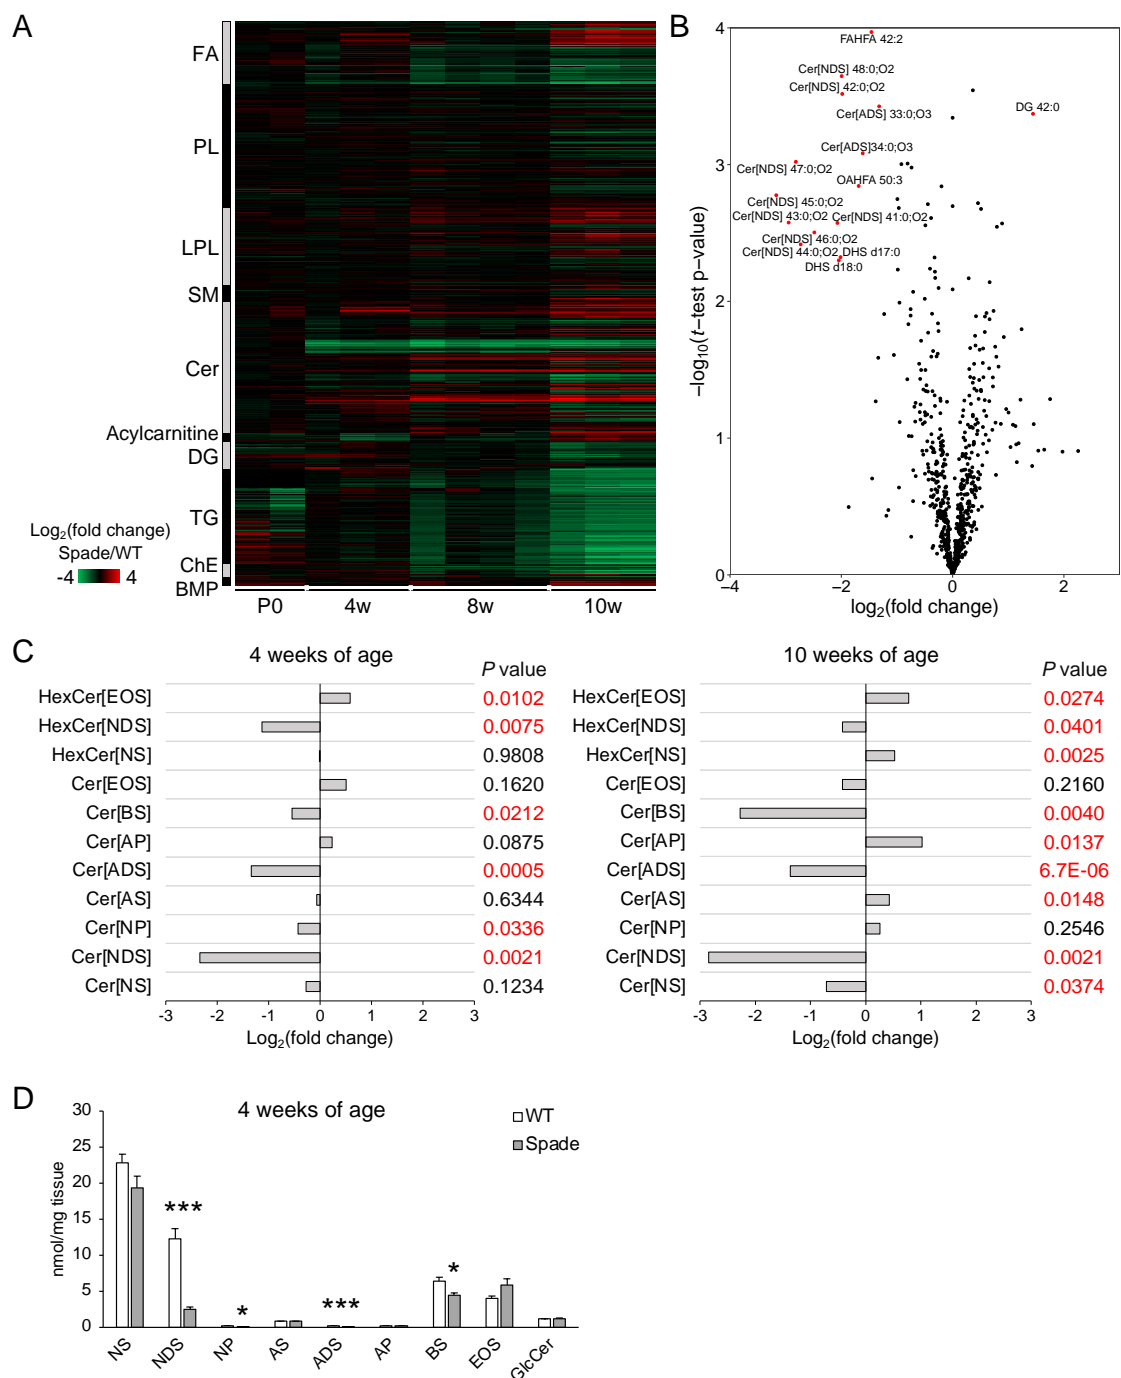 A
FA
PL
LPL
SM
Cer
Acylcarnitine
DG
TG
ChE
BMP
Log2(fold change)
Spade/WT
-4 4
P0 4w 8w 10w
B
4
3
2
1
0
−4 −2 0 2
−log10(t−test p−value)
log2(fold change)
FAHFA 42:2
Cer[NDS] 48:0;O2
Cer[NDS] 42:0;O2
Cer[ADS] 33:0;O3
DG 42:0
Cer[ADS]34:0;O3
Cer[NDS] 47:0;O2
OAHFA 50:3
Cer[NDS] 45:0;O2
Cer[NDS] 43:0;O2
Cer[NDS] 41:0;O2
Cer[NDS] 46:0;O2
Cer[NDS] 44:0;O2
DHS d17:0
DHS d18:0
C
4 weeks of age
P value
HexCer[EOS] 0.0102
HexCer[NDS] 0.0075
HexCer[NS] 0.9808
Cer[EOS] 0.1620
Cer[BS] 0.0212
Cer[AP] 0.0875
Cer[ADS] 0.0005
Cer[AS] 0.6344
Cer[NP] 0.0336
Cer[NDS] 0.0021
Cer[NS] 0.1234
-3 -2 -1 0 1 2 3
Log2(fold change)
10 weeks of age
P value
HexCer[EOS] 0.0274
HexCer[NDS] 0.0401
HexCer[NS] 0.0025
Cer[EOS] 0.2160
Cer[BS] 0.0040
Cer[AP] 0.0137
Cer[ADS] 6.7E-06
Cer[AS] 0.0148
Cer[NP] 0.2546
Cer[NDS] 0.0021
Cer[NS] 0.0374
-3 -2 -1 0 1 2 3
Log2(fold change)
D
4 weeks of age
WT
Spade
nmol/mg tissue
30
25
20
15
10
5
0
***
*
***
*
NS NDS NP AS ADS AP BS EOS GlcCer